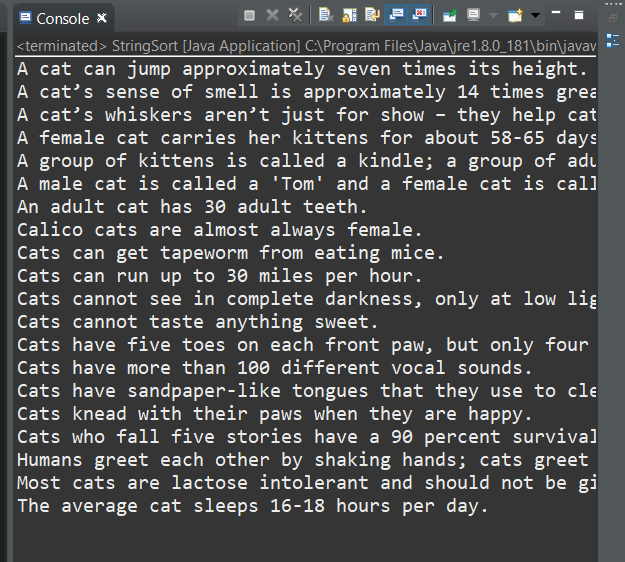 Console
<terminated> StringSort [Java Application] C:\Program Files\Java\jre1.8.0_181\bin\javaw
A cat can jump approximately seven times its height.
A cat’s sense of smell is approximately 14 times grea
A cat’s whiskers aren’t just for show – they help cat
A female cat carries her kittens for about 58-65 days
A group of kittens is called a kindle; a group of adu
A male cat is called a 'Tom' and a female cat is call
An adult cat has 30 adult teeth.
Calico cats are almost always female.
Cats can get tapeworm from eating mice.
Cats can run up to 30 miles per hour.
Cats cannot see in complete darkness, only at low lig
Cats cannot taste anything sweet.
Cats have five toes on each front paw, but only four
Cats have more than 100 different vocal sounds.
Cats have sandpaper-like tongues that they use to cle
Cats knead with their paws when they are happy.
Cats who fall five stories have a 90 percent survival
Humans greet each other by shaking hands; cats greet
Most cats are lactose intolerant and should not be gi
The average cat sleeps 16-18 hours per day.